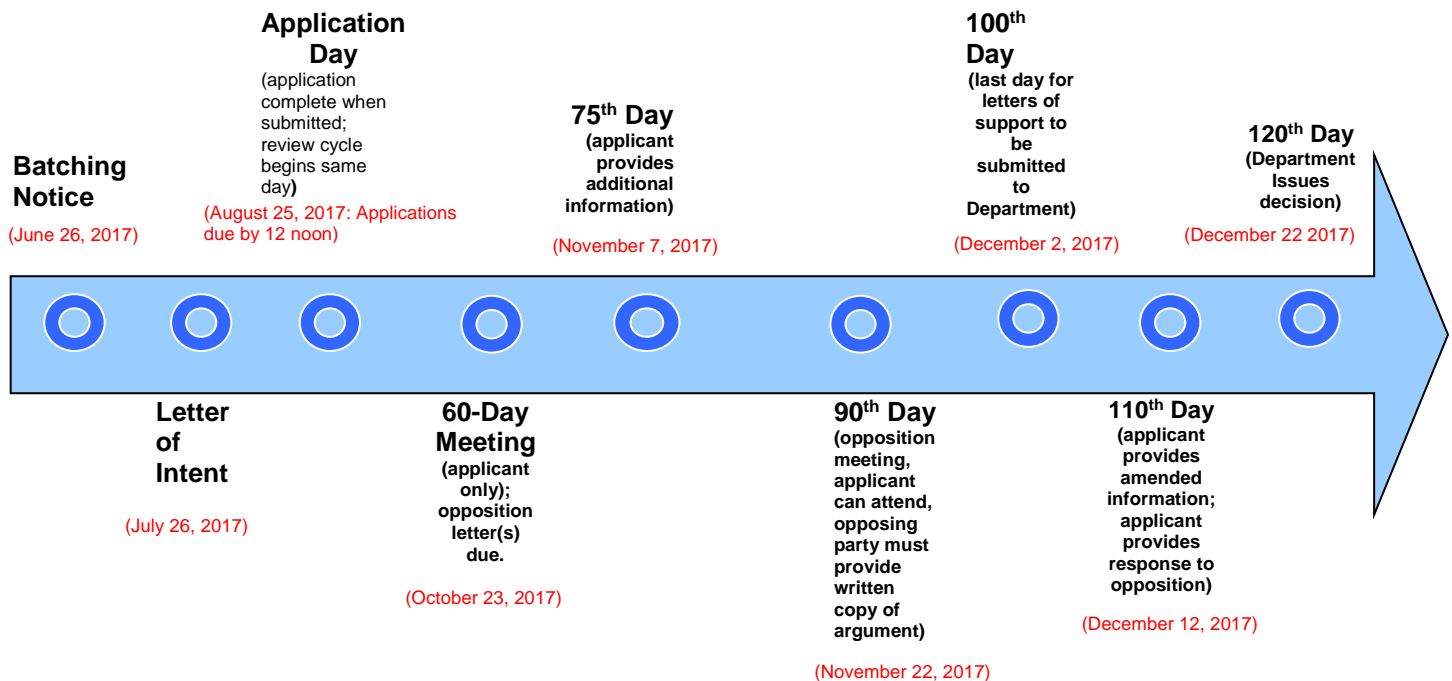 Batching
Notice
(June 26, 2017)
Letter
of
Intent
(July 26, 2017)
Application
Day
(application
complete when
submitted;
review cycle
begins same
day)
(August 25, 2017: Applications
due by 12 noon)
60-Day
Meeting
(applicant
only);
opposition
letter(s)
due.
(October 23, 2017)
75th Day
(applicant
provides
additional
information)
(November 7, 2017)
90th Day
(opposition
meeting,
applicant
can attend,
opposing
party must
provide
written
copy of
argument)
(November 22, 2017)
100th
Day
(last day for
letters of
support to
be
submitted
to
Department)
(December 2, 2017)
110th Day
(applicant
provides
amended
information;
applicant
provides
response to
opposition)
(December 12, 2017)
120th Day
(Department
Issues
decision)
(December 22 2017)